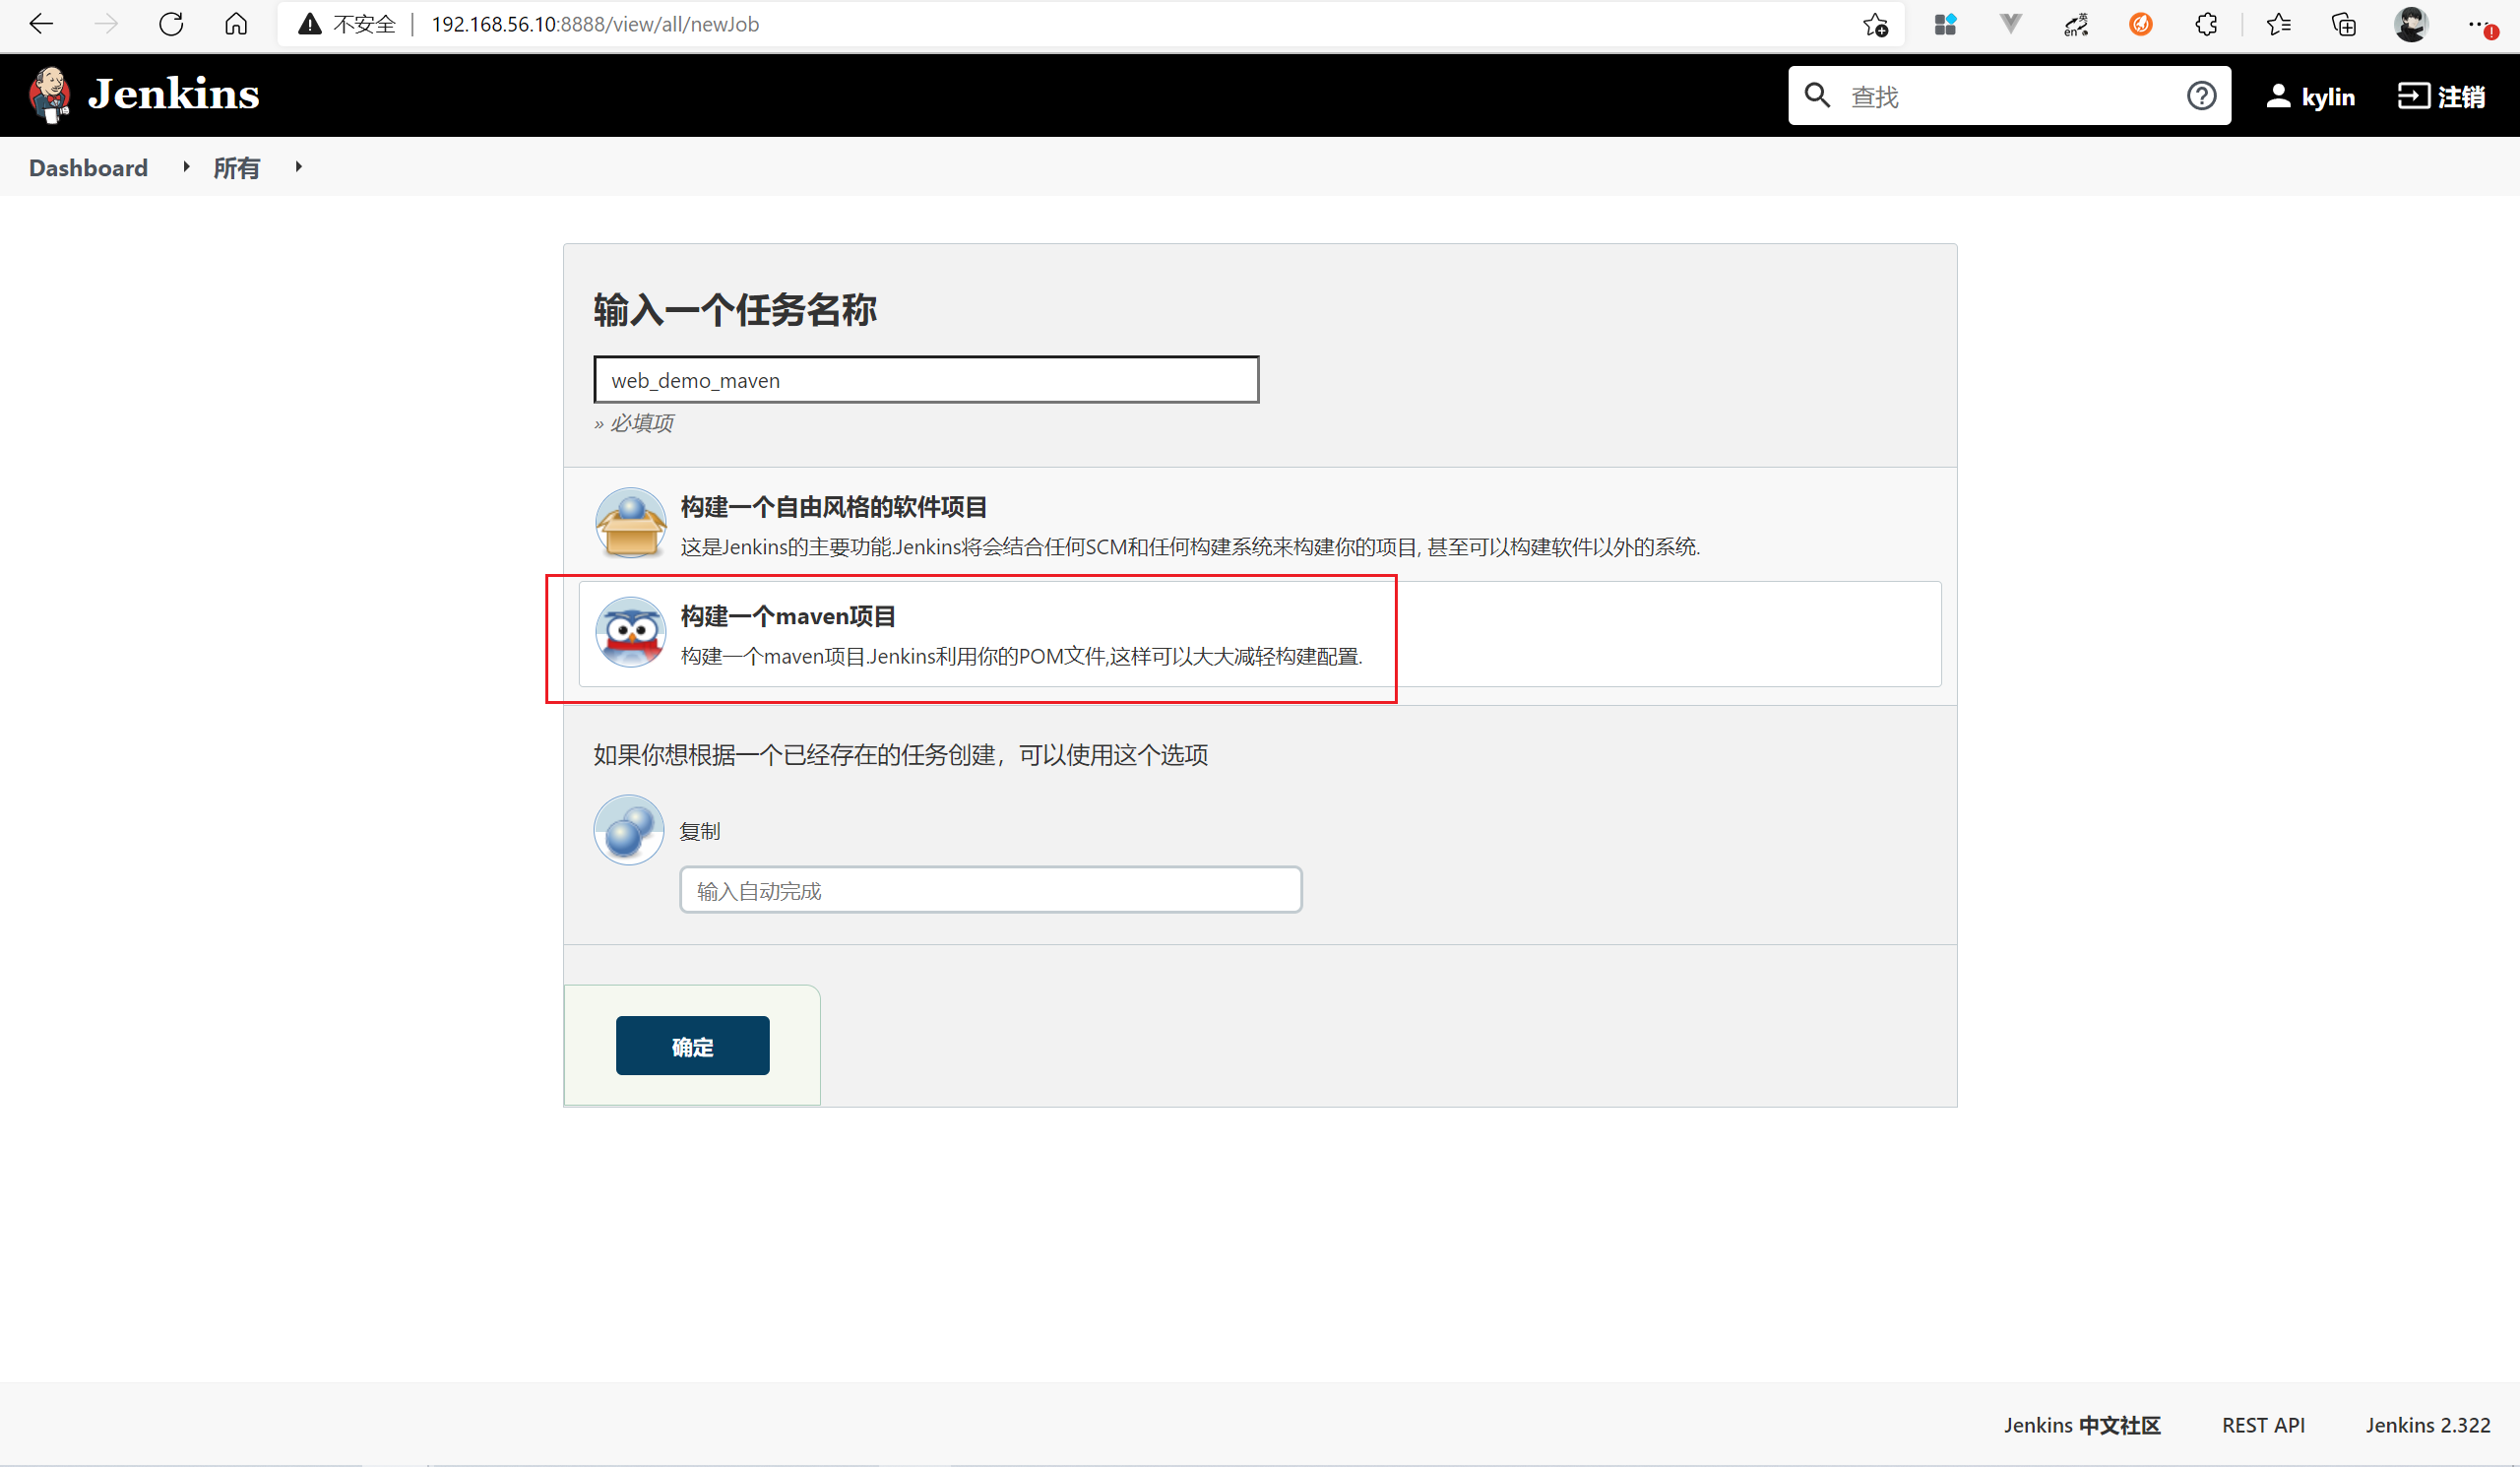 不安全 192.168.56.10:8888/view/all/newJob
Jenkins 查找 kylin 注销
Dashboard 所有
输入一个任务名称
web_demo_maven
» 必填项
构建一个自由风格的软件项目
这是Jenkins的主要功能.Jenkins将会结合任何SCM和任何构建系统来构建你的项目, 甚至可以构建软件以外的系统.
构建一个maven项目
构建一个maven项目.Jenkins利用你的POM文件,这样可以大大减轻构建配置.
如果你想根据一个已经存在的任务创建，可以使用这个选项
复制
输入自动完成
确定
Jenkins 中文社区 REST API Jenkins 2.322